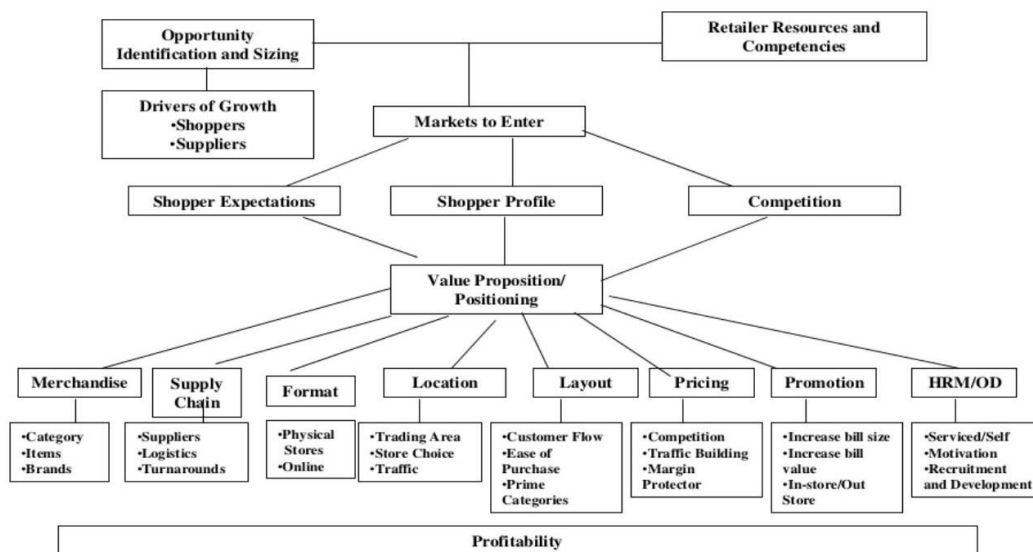 Opportunity
Identification and Sizing
Retailer Resources and
Competencies
Drivers of Growth
•Shoppers
•Suppliers
Markets to Enter
Shopper Expectations
Shopper Profile
Competition
Value Proposition/
Positioning
Merchandise
Supply
Chain
Format
Location
Layout
Pricing
Promotion
HRM/OD
•Category
•Items
•Brands
•Suppliers
•Logistics
•Turnarounds
•Physical
Stores
•Online
•Trading Area
•Store Choice
•Traffic
•Customer Flow
•Ease of
Purchase
•Prime
Categories
•Competition
•Traffic Building
•Margin
Protector
•Increase bill size
•Increase bill
value
•In-store/Out
Store
•Serviced/Self
•Motivation
•Recruitment
and Development
Profitability